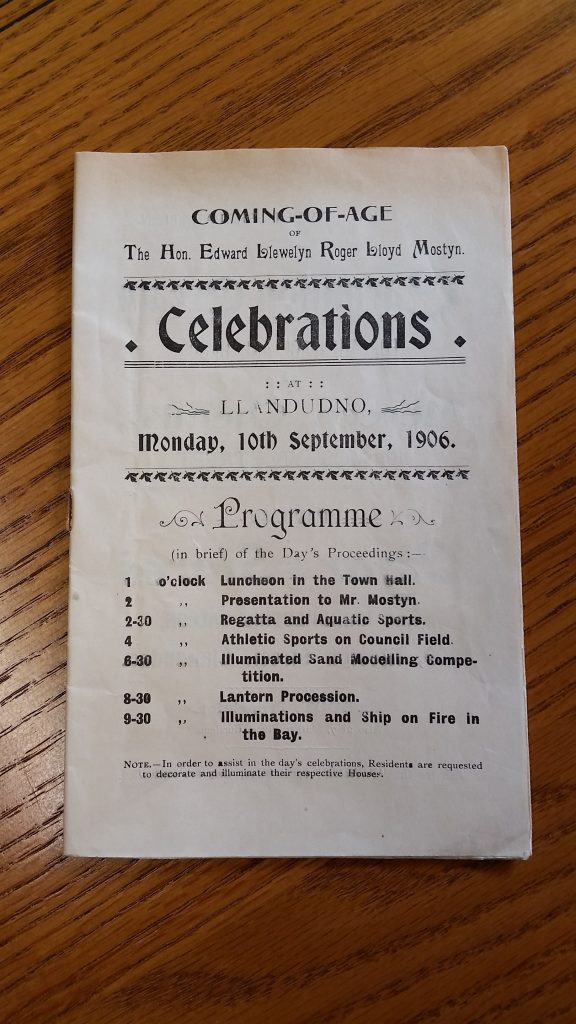 COMING-OF-AGE
OF
The Hon. Edward Llewelyn Roger Lloyd Mostyn.
. Celebrations .
: : AT : :
LLANDUDNO,
Monday, 10th September, 1906.
Programme
(in brief) of the Day's Proceedings :—
1 o'clock Luncheon in the Town Hall.
2 ,, Presentation to Mr. Mostyn.
2-30 ,, Regatta and Aquatic Sports.
4 ,, Athletic Sports on Council Field.
6-30 ,, Illuminated Sand Modelling Compe-
tition.
8-30 ,, Lantern Procession.
9-30 ,, Illuminations and Ship on Fire in
the Bay.
NOTE.—In order to assist in the day's celebrations, Residents are requested
to decorate and illuminate their respective Houses.